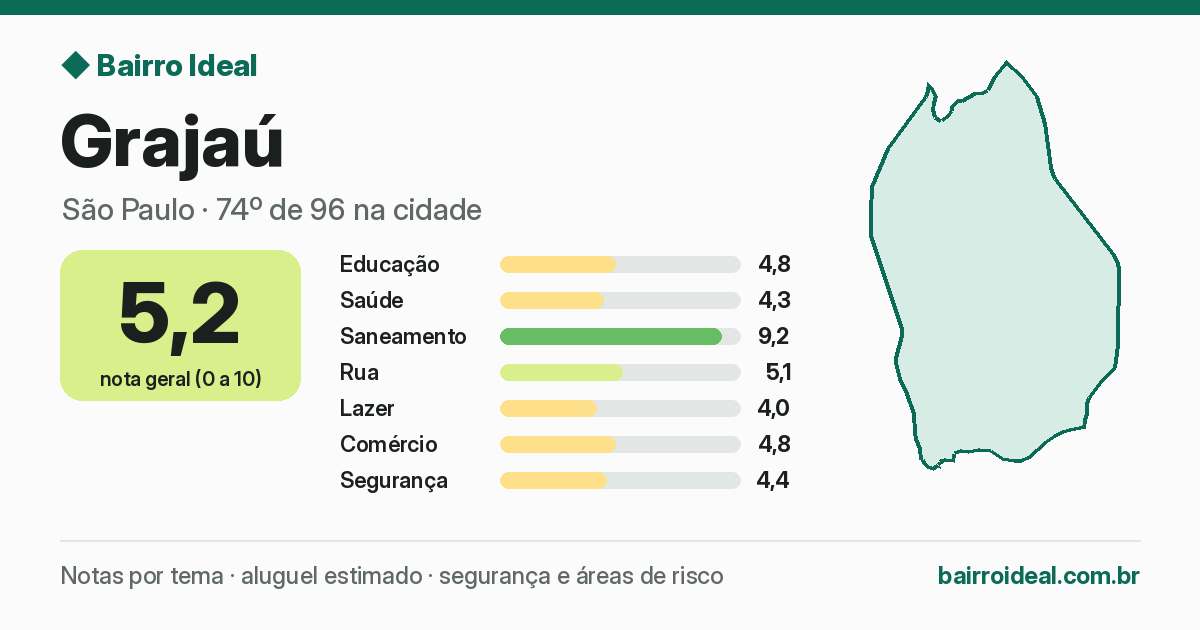 Bairro Ideal
Grajaú
São Paulo · 74º de 96 na cidade
5,2
nota geral (0 a 10)
Educação 4,8
Saúde 4,3
Saneamento 9,2
Rua 5,1
Lazer 4,0
Comércio 4,8
Segurança 4,4
Notas por tema · aluguel estimado · segurança e áreas de risco
bairroideal.com.br